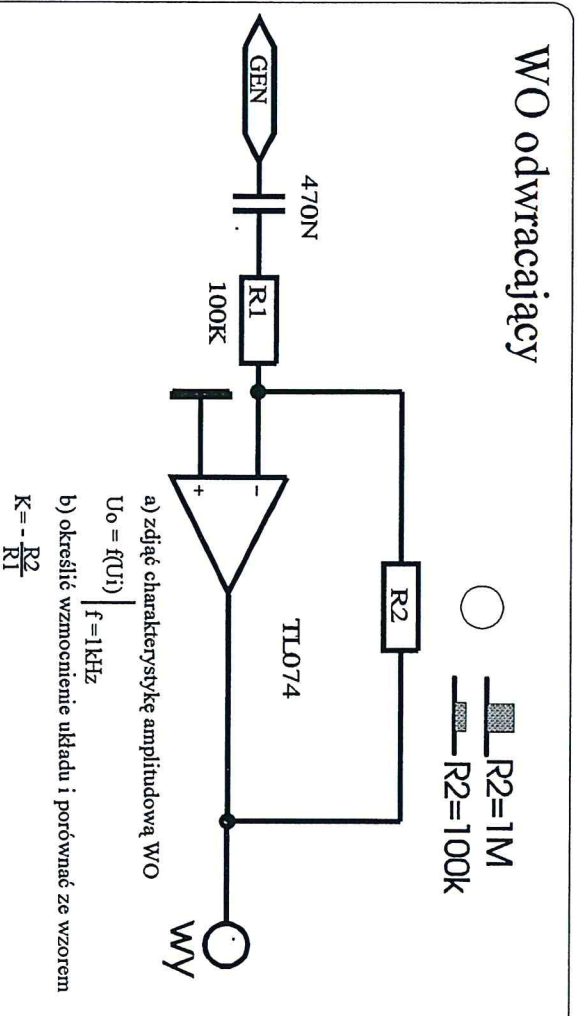 WO odwracający
GEN
470N
R1
100K
R2
R2=1M
R2=100k
TL074
-
+
WY
a) zdjąć charakterystykę amplitudową WO
Uo = f(Ui) | f = 1kHz
b) określić wzmocnienie układu i porównać ze wzorem
K = - R2
R1